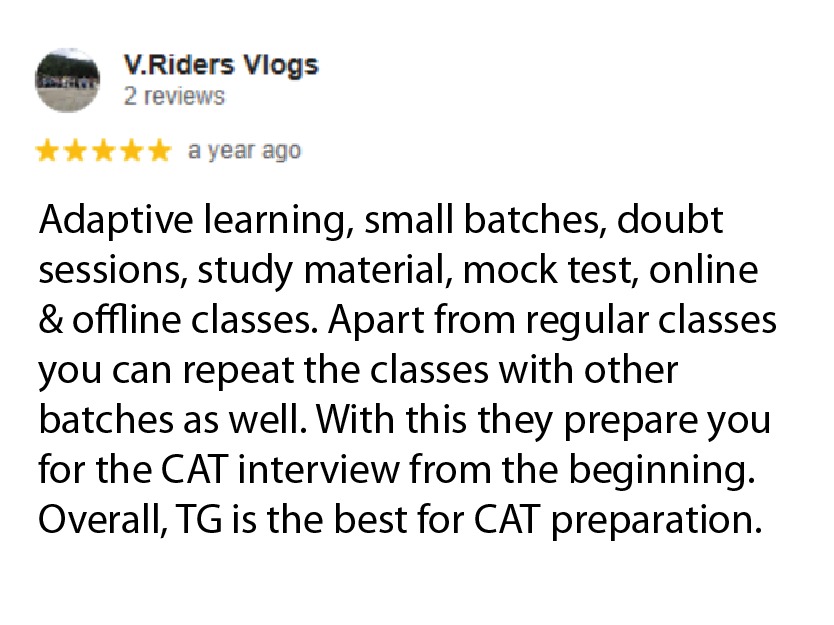 V.Riders Vlogs
2 reviews
a year ago
Adaptive learning, small batches, doubt
sessions, study material, mock test, online
& offline classes. Apart from regular classes
you can repeat the classes with other
batches as well. With this they prepare you
for the CAT interview from the beginning.
Overall, TG is the best for CAT preparation.